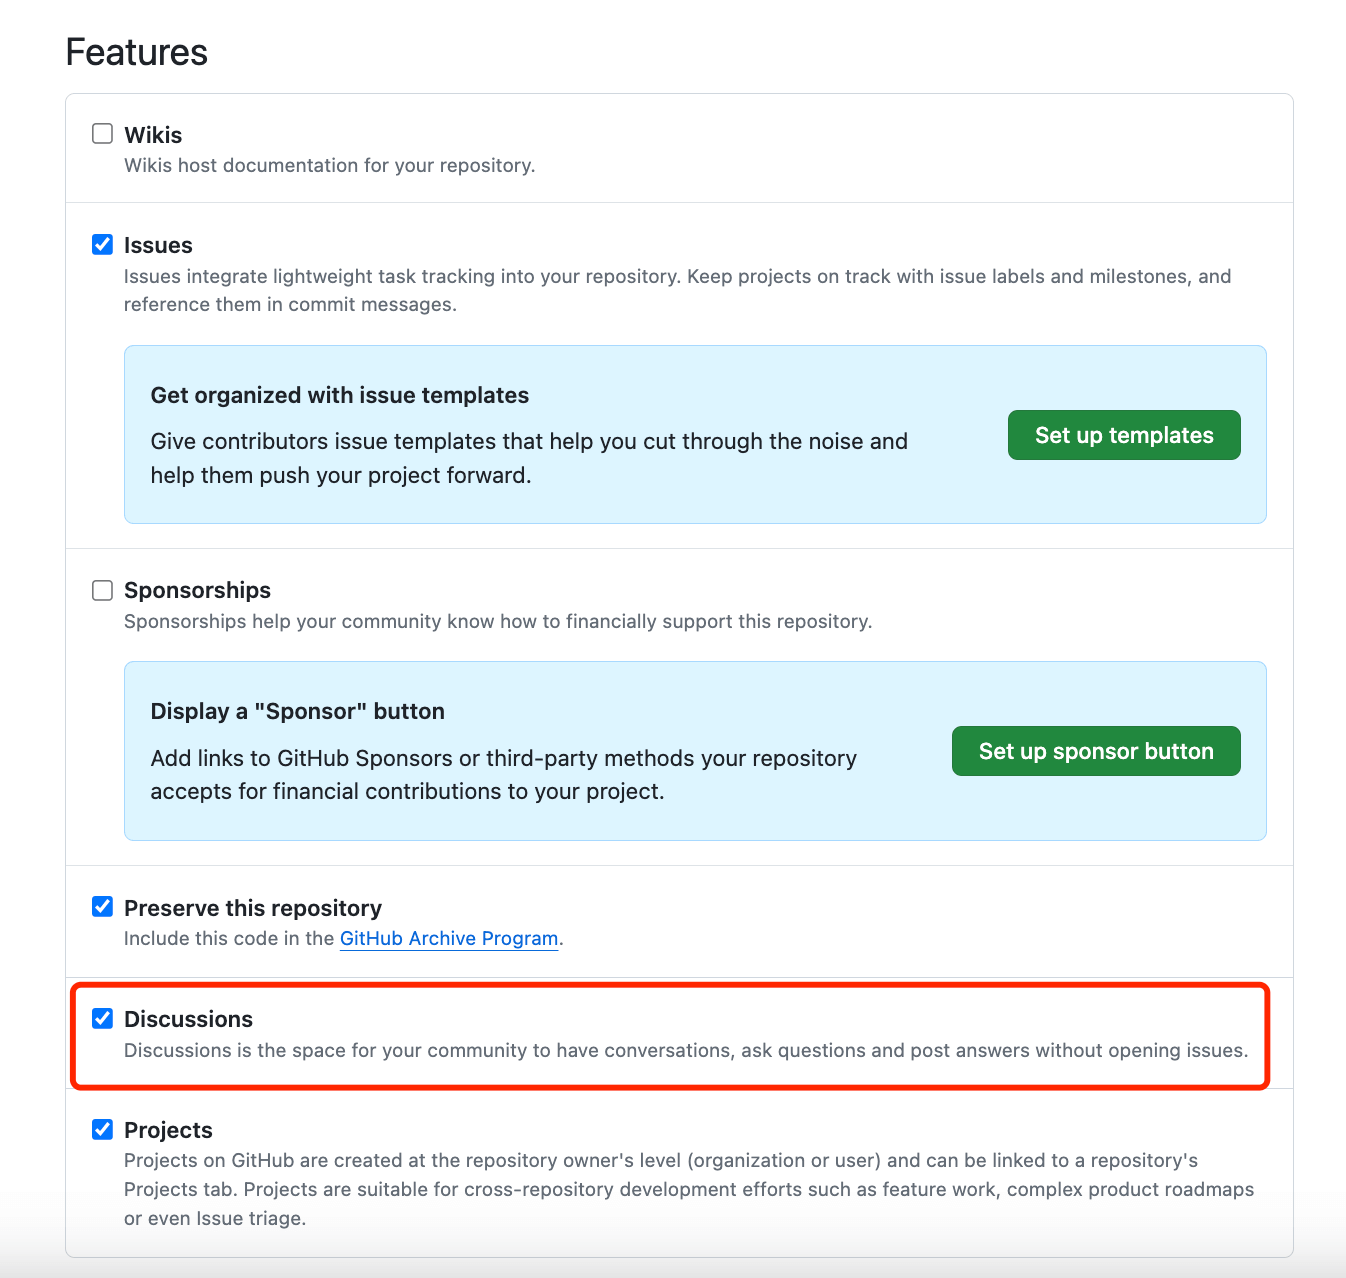 Features
Wikis
Wikis host documentation for your repository.
Issues
Issues integrate lightweight task tracking into your repository. Keep projects on track with issue labels and milestones, and
reference them in commit messages.
Get organized with issue templates
Give contributors issue templates that help you cut through the noise and
help them push your project forward.
Set up templates
Sponsorships
Sponsorships help your community know how to financially support this repository.
Display a "Sponsor" button
Add links to GitHub Sponsors or third-party methods your repository
accepts for financial contributions to your project.
Set up sponsor button
Preserve this repository
Include this code in the GitHub Archive Program.
Discussions
Discussions is the space for your community to have conversations, ask questions and post answers without opening issues.
Projects
Projects on GitHub are created at the repository owner's level (organization or user) and can be linked to a repository's
Projects tab. Projects are suitable for cross-repository development efforts such as feature work, complex product roadmaps
or even Issue triage.